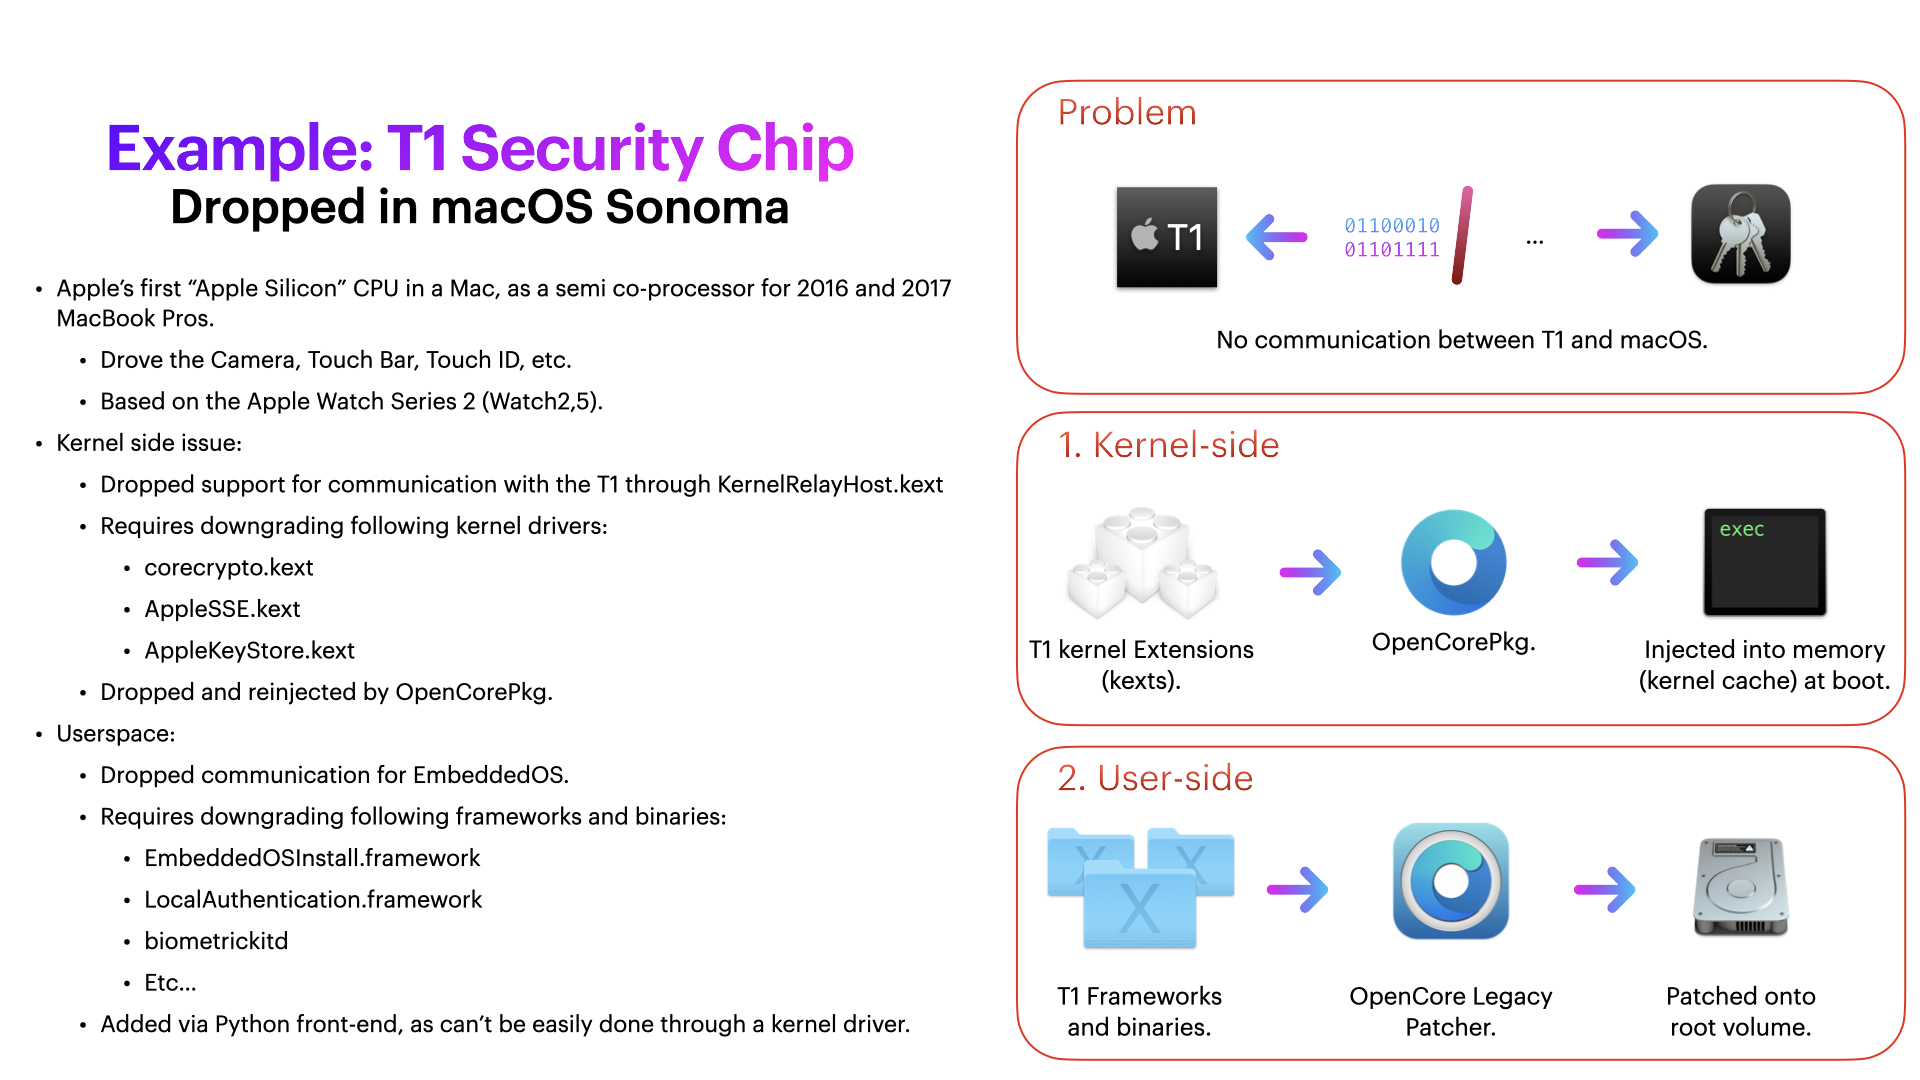 Example: T1 Security Chip
Dropped in macOS Sonoma
• Apple’s first “Apple Silicon” CPU in a Mac, as a semi co-processor for 2016 and 2017
MacBook Pros.
• Drove the Camera, Touch Bar, Touch ID, etc.
• Based on the Apple Watch Series 2 (Watch2,5).
• Kernel side issue:
• Dropped support for communication with the T1 through KernelRelayHost.kext
• Requires downgrading following kernel drivers:
• corecrypto.kext
• AppleSSE.kext
• AppleKeyStore.kext
• Dropped and reinjected by OpenCorePkg.
• Userspace:
• Dropped communication for EmbeddedOS.
• Requires downgrading following frameworks and binaries:
• EmbeddedOSInstall.framework
• LocalAuthentication.framework
• biometrickitd
• Etc...
• Added via Python front-end, as can’t be easily done through a kernel driver.
Problem
T1
01100010
01101111
...
No communication between T1 and macOS.
1. Kernel-side
exec
T1 kernel Extensions
(kexts).
OpenCorePkg.
Injected into memory
(kernel cache) at boot.
2. User-side
X X
X
T1 Frameworks
and binaries.
OpenCore Legacy
Patcher.
Patched onto
root volume.